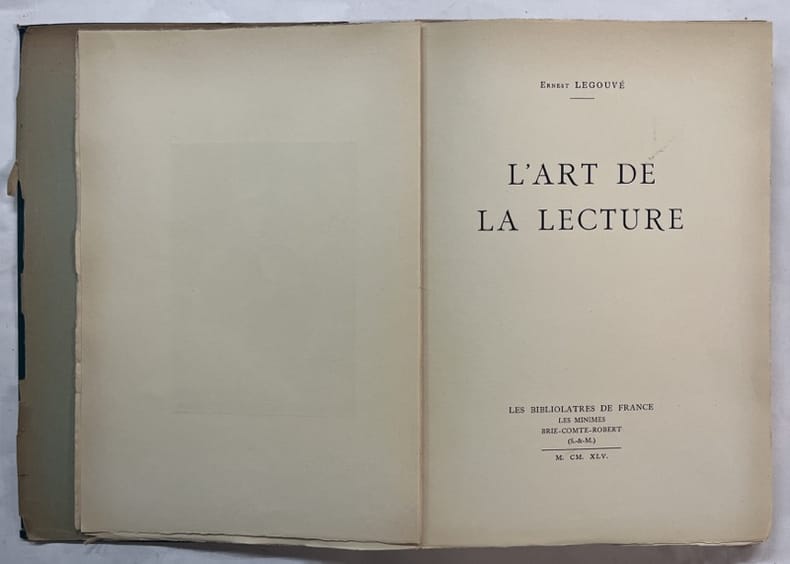 Ernest LEGOUVÉ
L'ART DE
LA LECTURE
LES BIBLIOLATRES DE FRANCE
LES MINIMES
BRIE-COMTE-ROBERT
(S.-&-M.)
M. CM. XLV.